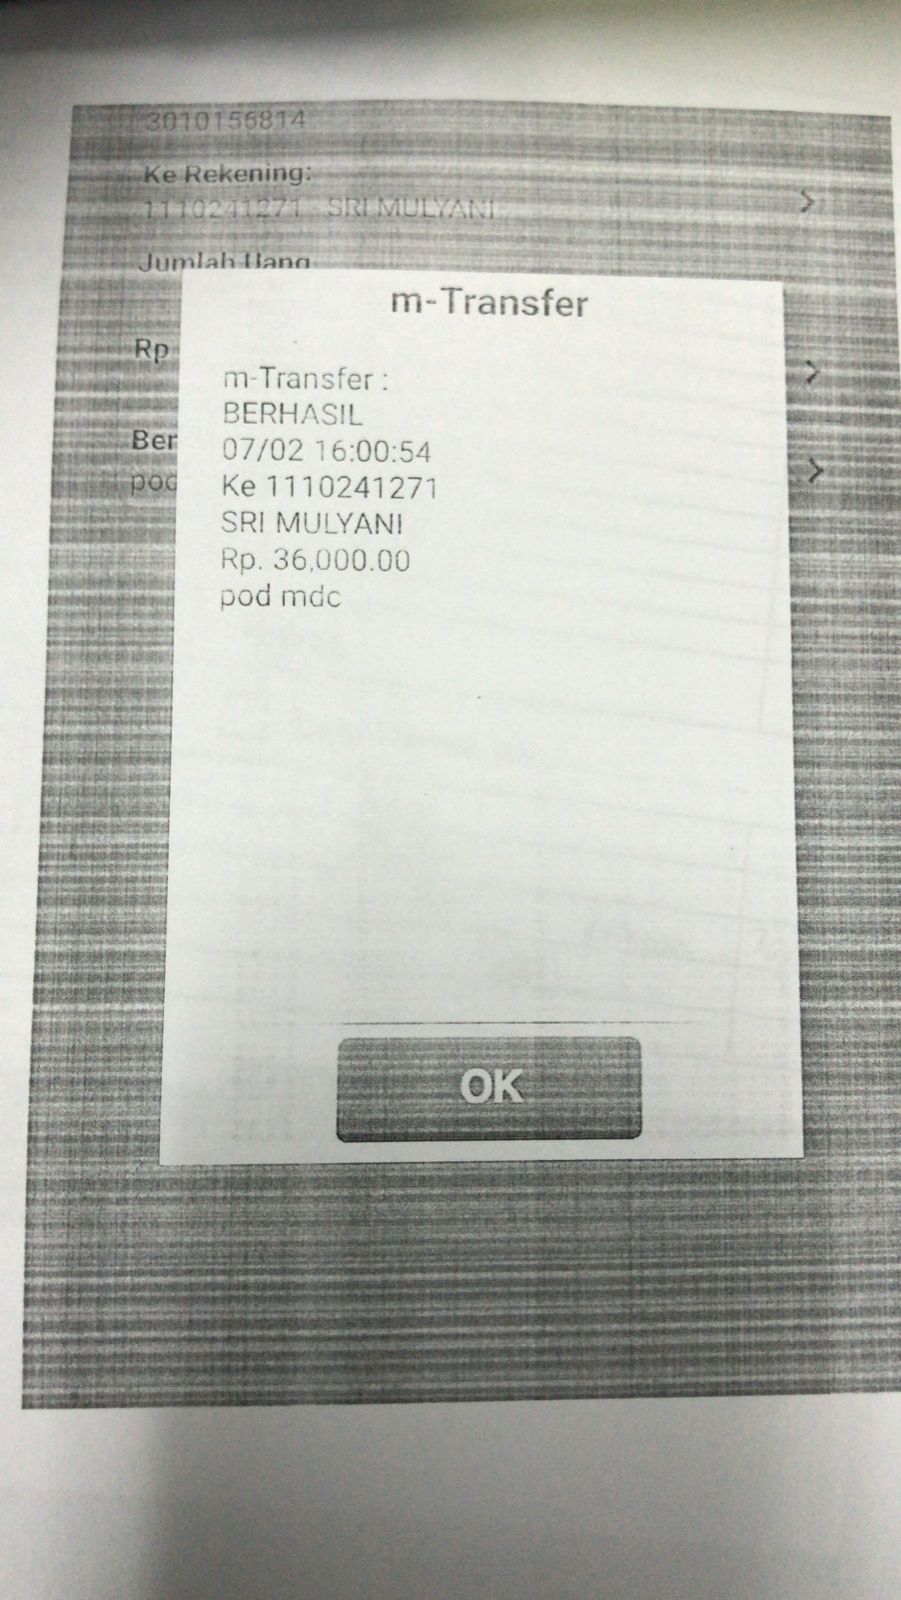 3010156814
Ke Rekening:
1110241271 - SRI MULYANI
Jumlah Uang
m-Transfer
Rp
m-Transfer :
BERHASIL
07/02 16:00:54
Ber
Ke 1110241271
pod
SRI MULYANI
Rp. 36,000.00
pod mdc
OK